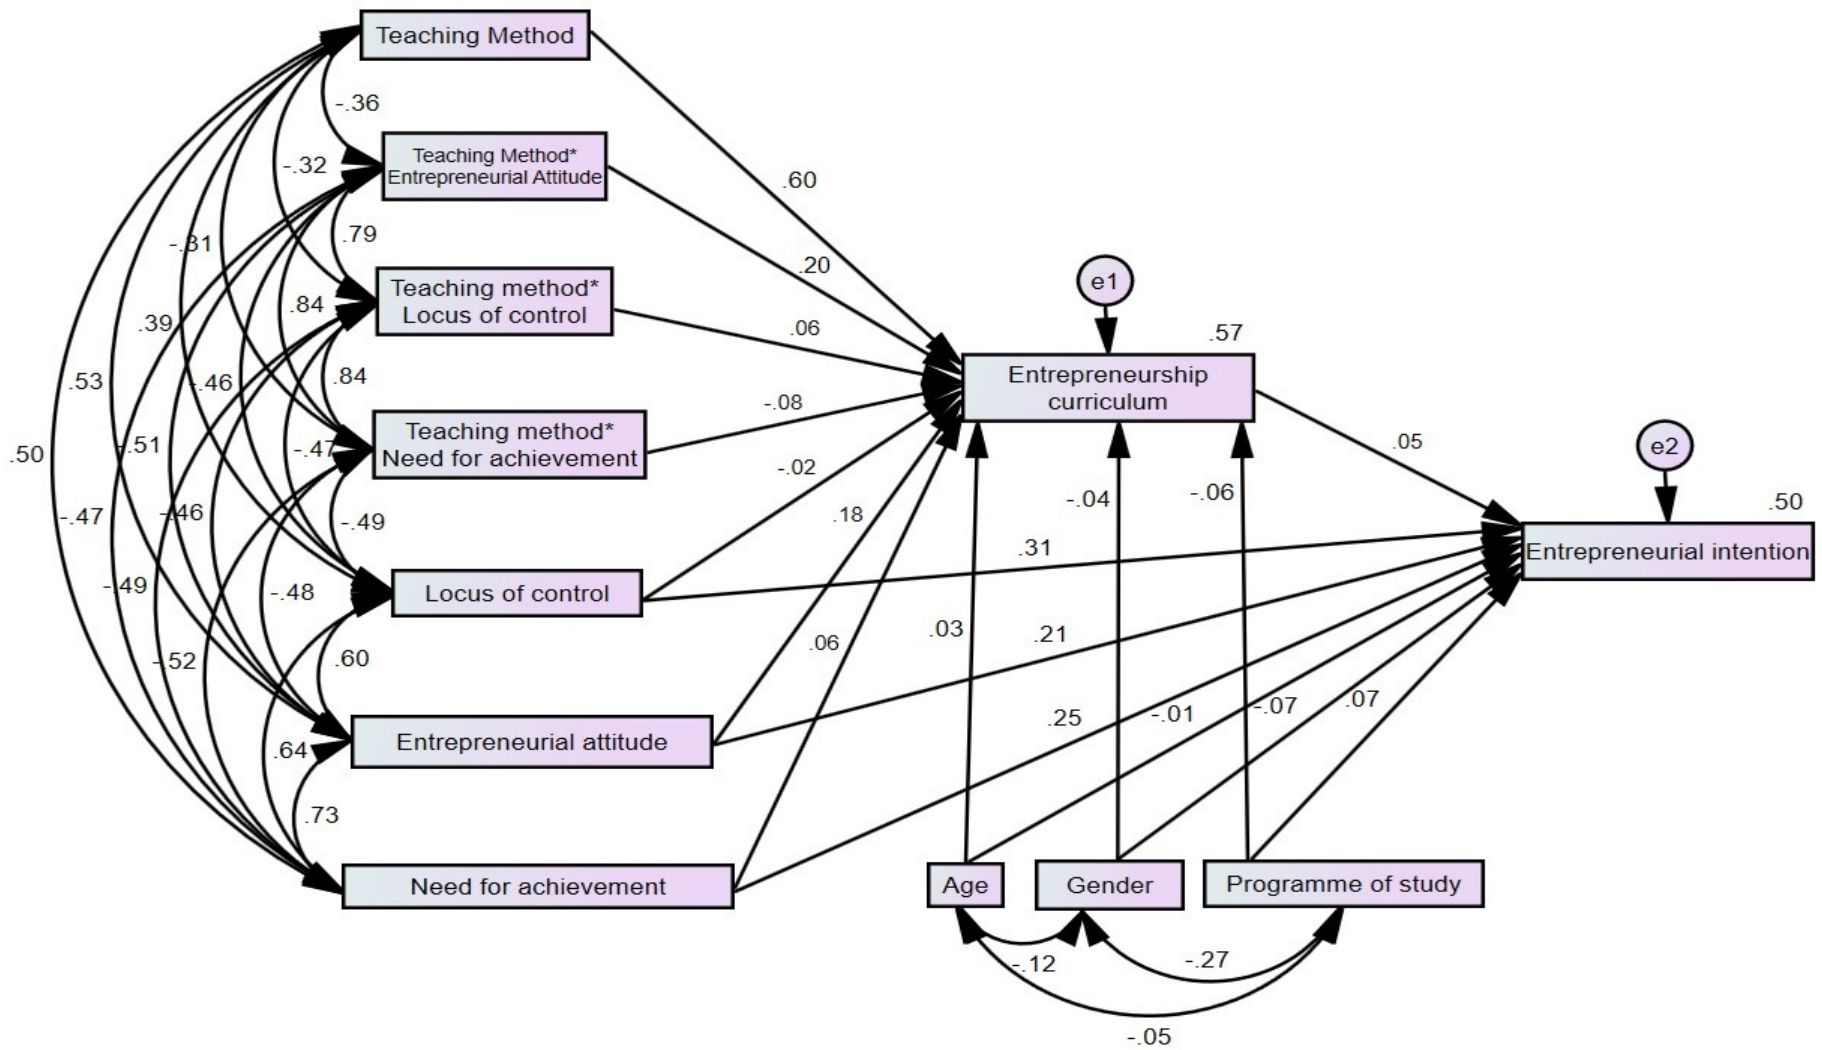 Teaching Method
-.36
Teaching Method*
Entrepreneurial Attitude
-.32
.60
.79
-.31
.20
e1
Teaching method*
Locus of control
.84
.39
.06
.57
Entrepreneurship
curriculum
.53
-.46
.84
-.08
Teaching method*
Need for achievement
.50
-.51
-.47
-.02
.05
e2
-.47
-.46
-.49
.18
-.04
-.06
.50
.31
Entrepreneurial intention
-.49
-.48
Locus of control
-.52
.60
.06
.03
.21
.64
Entrepreneurial attitude
.25
-.01
-.07
.07
.73
Need for achievement
Age
Gender
Programme of study
-.12
-.27
-.05